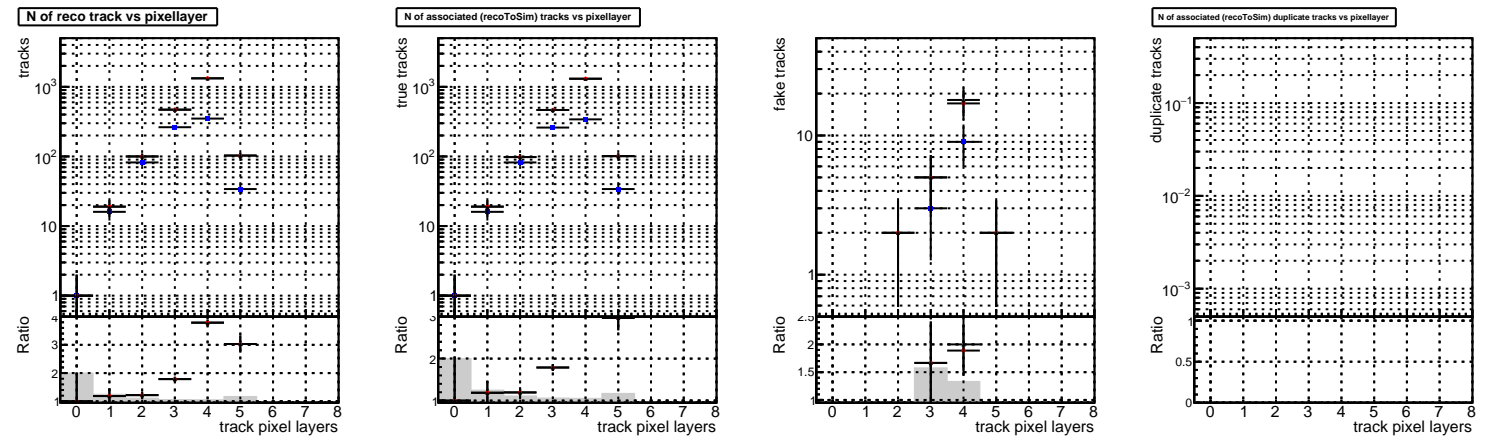 N of reco track vs pixellayer
tracks
10³
10²
10
1
Ratio
4
3
2
1
0 1 2 3 4 5 6 7 8
track pixel layers
N of associated (recoToSim) tracks vs pixellayer
true tracks
10³
10²
10
1
Ratio
3
2
1
0 1 2 3 4 5 6 7 8
track pixel layers
fake tracks
10
1
Ratio
2.5
2
1.5
1
0 1 2 3 4 5 6 7 8
track pixel layers
N of associated (recoToSim) duplicate tracks vs pixellayer
duplicate tracks
10⁻¹
10⁻²
10⁻³
Ratio
1
0.5
0
0 1 2 3 4 5 6 7 8
track pixel layers